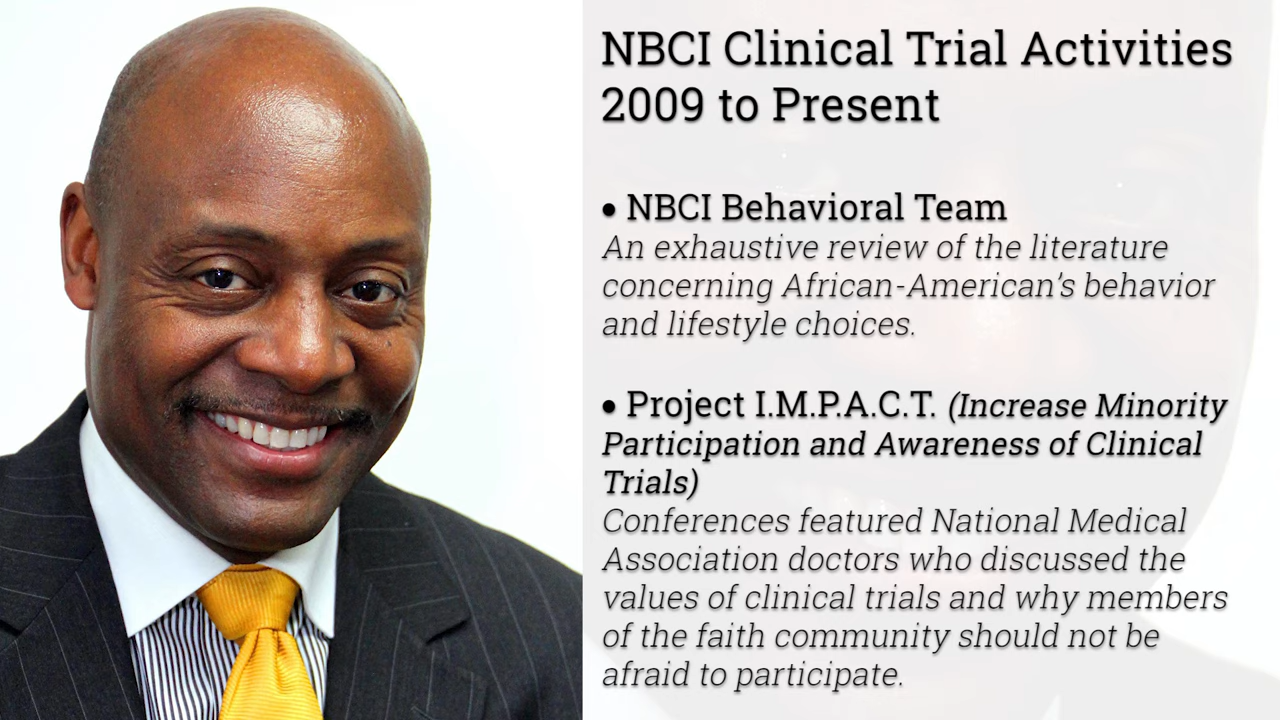 NBCI Clinical Trial Activities
2009 to Present
• NBCI Behavioral Team
An exhaustive review of the literature
concerning African-American’s behavior
and lifestyle choices.
• Project I.M.P.A.C.T. (Increase Minority
Participation and Awareness of Clinical
Trials)
Conferences featured National Medical
Association doctors who discussed the
values of clinical trials and why members
of the faith community should not be
afraid to participate.